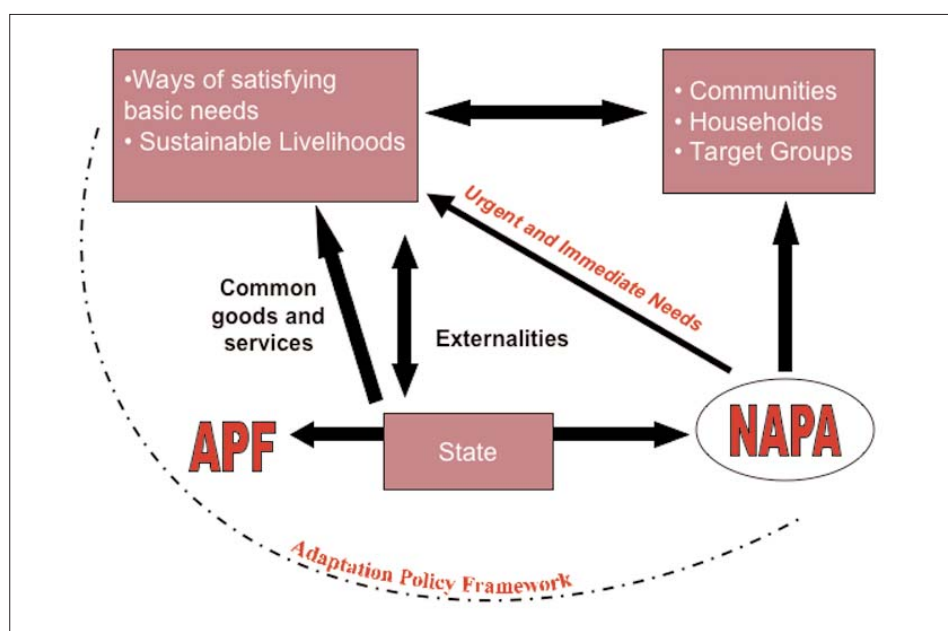 •Ways of satisfying
basic needs
• Sustainable Livelihoods
• Communities
• Households
• Target Groups
Urgent and Immediate Needs
Common
goods and
services
Externalities
APF
State
NAPA
Adaptation Policy Framework